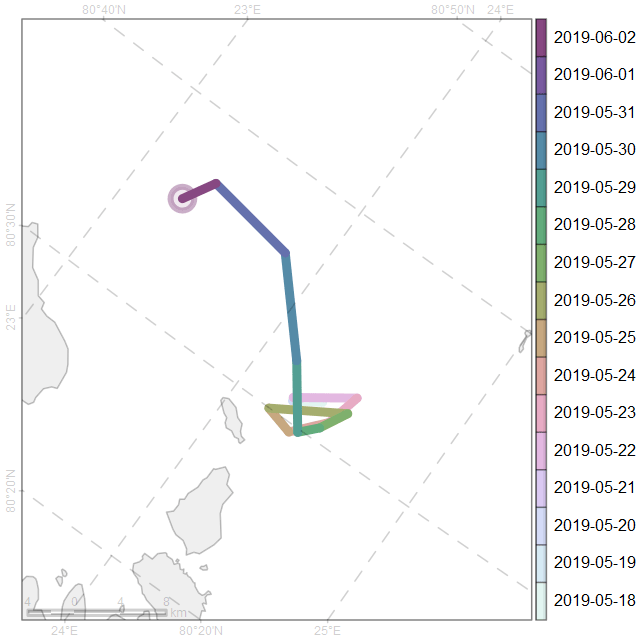 80°40'N
23°E
80°50'N
24°E
80°30'N
23°E
80°20'N
24°E
80°20'N
25°E
4 0 4 8
km
2019-06-02
2019-06-01
2019-05-31
2019-05-30
2019-05-29
2019-05-28
2019-05-27
2019-05-26
2019-05-25
2019-05-24
2019-05-23
2019-05-22
2019-05-21
2019-05-20
2019-05-19
2019-05-18